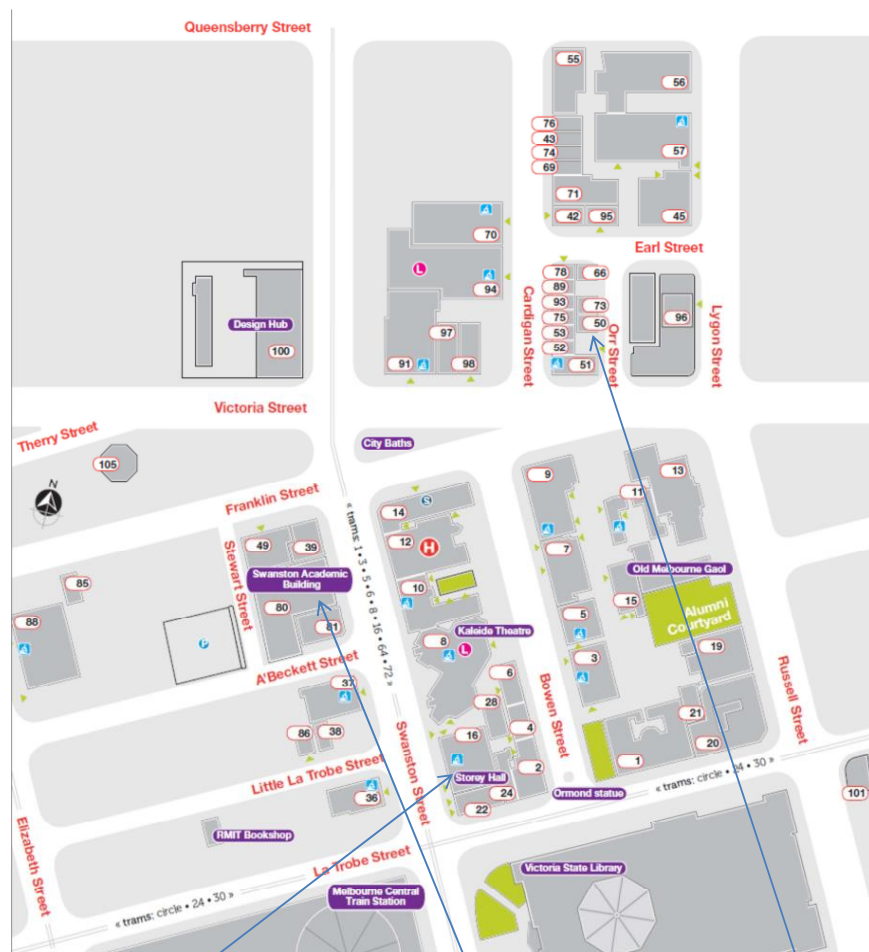 Queensberry Street
55
56
76
43
74
69
57
71
42
95
45
70
94
Earl Street
78
66
89
93
73
75
50
53
52
51
96
Cardigan Street
Orr Street
Lygon Street
L
Design Hub
100
97
91
98
Victoria Street
Therry Street
105
City Baths
N
Franklin Street
Stewart Street
49
39
Swanston Academic
Building
80
81
85
88
P
« trams: 1 • 3 • 5 • 6 • 8 • 16 • 64 • 72 »
14
S
12
H
10
8
Kaleide Theatre
L
6
28
16
4
Storey Hall
2
24
22
9
7
5
3
13
11
Old Melbourne Gaol
15
Alumni
Courtyard
19
21
1
20
Bowen Street
Russell Street
A'Beckett Street
37
86
38
Little La Trobe Street
36
Swanston Street
Ormond statue
« trams: circle • 24 • 30 »
101
Elizabeth Street
RMIT Bookshop
La Trobe Street
Victoria State Library
Melbourne Central
Train Station
« trams: circle • 24 • 30 »